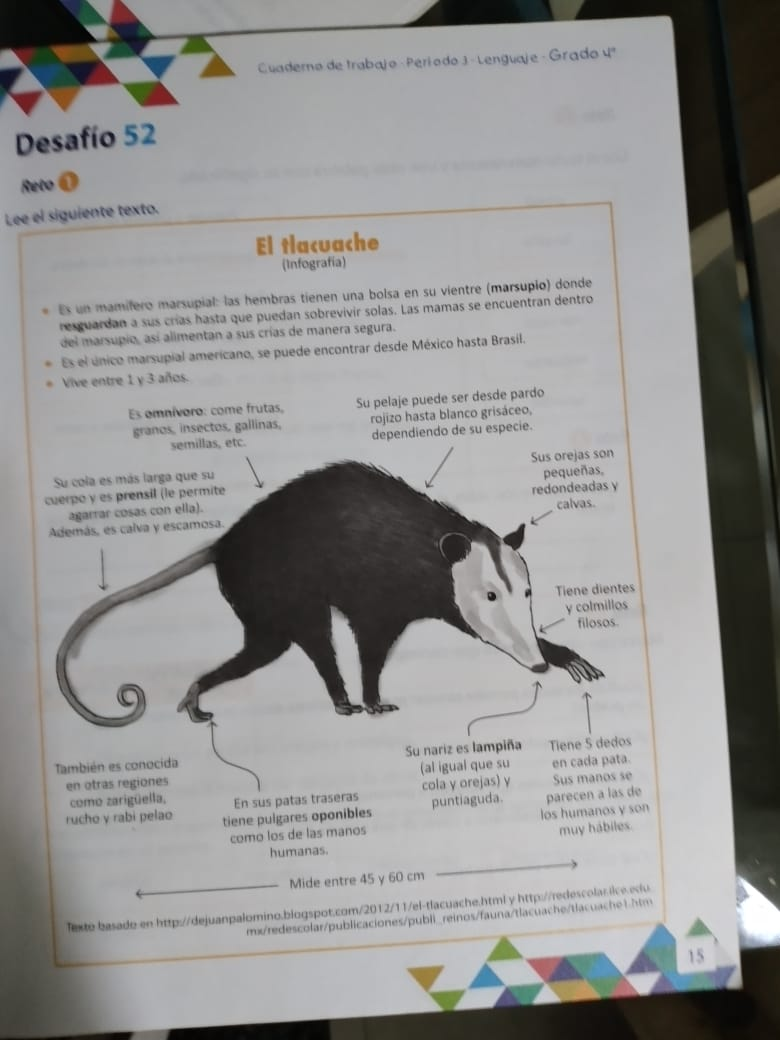 Cuaderno de trabajo - Periodo 3 - Lenguaje - Grado 4°
Desafío 52
Reto 1
Lee el siguiente texto.
El tlacuache
(Infografía)
• Es un mamífero marsupial: las hembras tienen una bolsa en su vientre (marsupio) donde
resguardan a sus crías hasta que puedan sobrevivir solas. Las mamas se encuentran dentro
del marsupio, así alimentan a sus crías de manera segura.
• Es el único marsupial americano, se puede encontrar desde México hasta Brasil.
• Vive entre 1 y 3 años.
Es omnívoro: come frutas,
granos, insectos, gallinas,
semillas, etc.
Su pelaje puede ser desde pardo
rojizo hasta blanco grisáceo,
dependiendo de su especie.
Su cola es más larga que su
cuerpo y es prensil (le permite
agarrar cosas con ella).
Además, es calva y escamosa.
Sus orejas son
pequeñas,
redondeadas y
calvas.
Tiene dientes
y colmillos
filosos.
También es conocida
en otras regiones
como zarigüella,
rucho y rabi pelao
En sus patas traseras
tiene pulgares oponibles
como los de las manos
humanas.
Su nariz es lampiña
(al igual que su
cola y orejas) y
puntiaguda.
Tiene 5 dedos
en cada pata.
Sus manos se
parecen a las de
los humanos y son
muy hábiles.
Mide entre 45 y 60 cm
Texto basado en http://dejuanpalomino.blogspot.com/2012/11/el-tlacuache.html y http://redescolar.ilce.edu.
mx/redescolar/publicaciones/publi_reinos/fauna/tlacuache/tlacuache1.htm
15